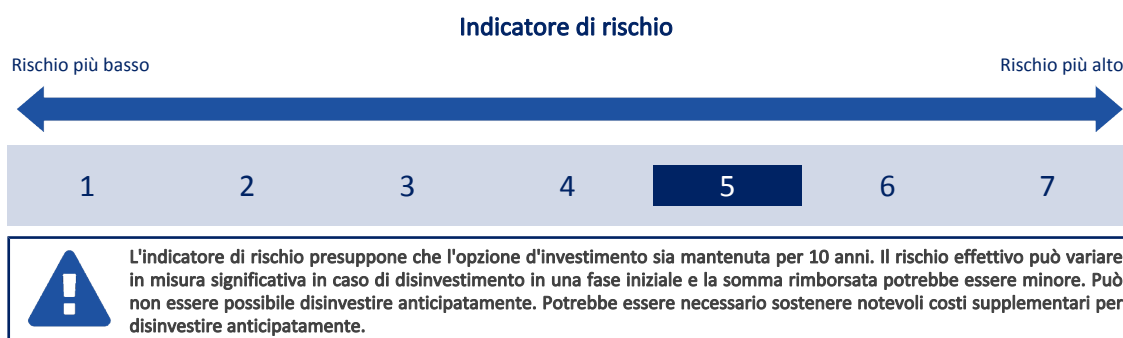 Indicatore di rischio
Rischio più basso Rischio più alto
1 2 3 4 5 6 7
L'indicatore di rischio presuppone che l'opzione d'investimento sia mantenuta per 10 anni. Il rischio effettivo può variare
in misura significativa in caso di disinvestimento in una fase iniziale e la somma rimborsata potrebbe essere minore. Può
non essere possibile disinvestire anticipatamente. Potrebbe essere necessario sostenere notevoli costi supplementari per
disinvestire anticipatamente.